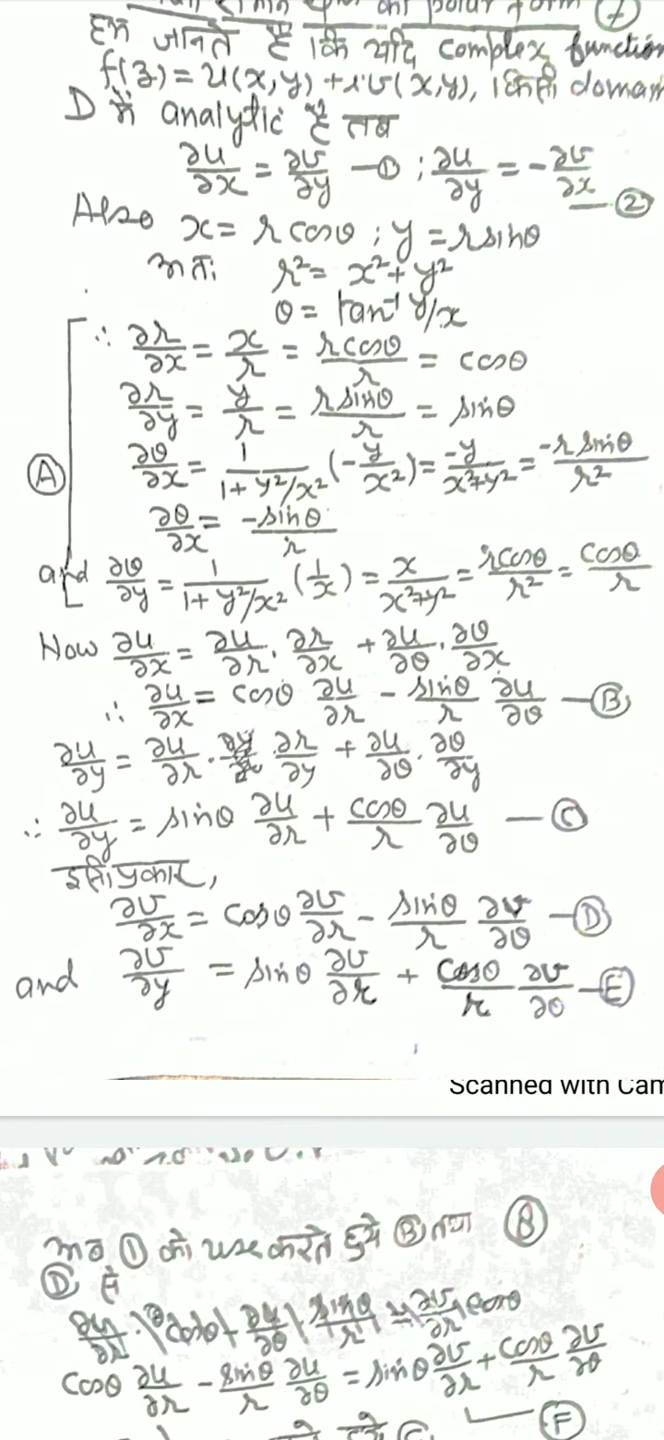 की polar form (1)
हम जानते हैं कि यदि complex function
f(z) = u(x,y) + iv(x,y), किसी domain
D में analytic है तब
∂u/∂x = ∂v/∂y —① ; ∂u/∂y = -∂v/∂x —②
Also x = r cosθ ; y = r sinθ
अतः r² = x² + y²
θ = tan⁻¹ y/x
∴ ∂r/∂x = x/r = r cosθ/r = cosθ
∂r/∂y = y/r = r sinθ/r = sinθ
Ⓐ ∂θ/∂x = 1/(1+y²/x²) (-y/x²) = -y/(x²+y²) = -r sinθ/r²
∂θ/∂x = -sinθ/r
and ∂θ/∂y = 1/(1+y²/x²) (1/x) = x/(x²+y²) = r cosθ/r² = cosθ/r
Now ∂u/∂x = ∂u/∂r . ∂r/∂x + ∂u/∂θ . ∂θ/∂x
∴ ∂u/∂x = cosθ ∂u/∂r - sinθ/r ∂u/∂θ —Ⓑ
∂u/∂y = ∂u/∂r . ∂r/∂y + ∂u/∂θ . ∂θ/∂y
∴ ∂u/∂y = sinθ ∂u/∂r + cosθ/r ∂u/∂θ —Ⓒ
इसी प्रकार,
∂v/∂x = cosθ ∂v/∂r - sinθ/r ∂v/∂θ —Ⓓ
and ∂v/∂y = sinθ ∂v/∂r + cosθ/r ∂v/∂θ —Ⓔ
Scanned with Cam
अब ① को use करते हुये Ⓑ तथा Ⓑ
Ⓓ से
cosθ ∂u/∂r - sinθ/r ∂u/∂θ = sinθ ∂v/∂r + cosθ/r ∂v/∂θ
—Ⓕ